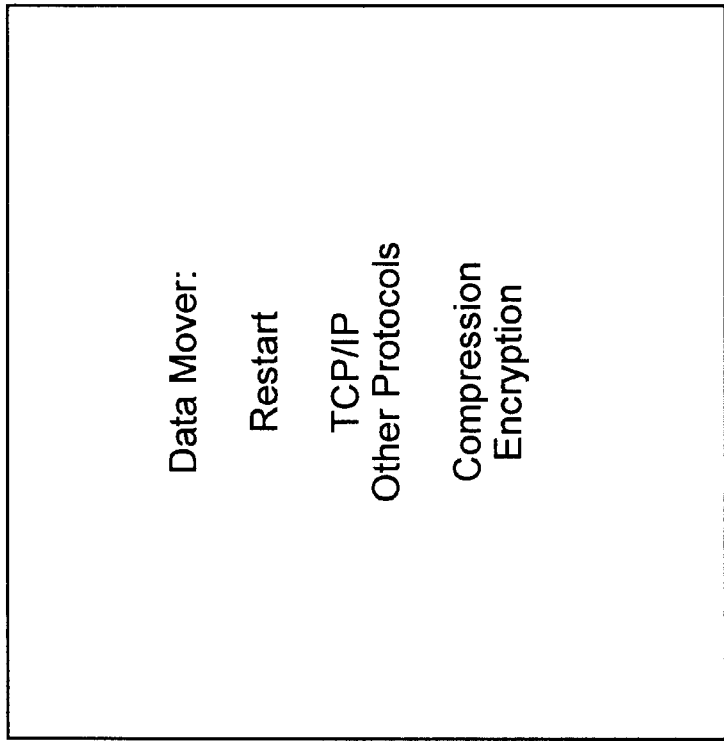 Data Mover:
Restart
TCP/IP
Other Protocols
Compression
Encryption